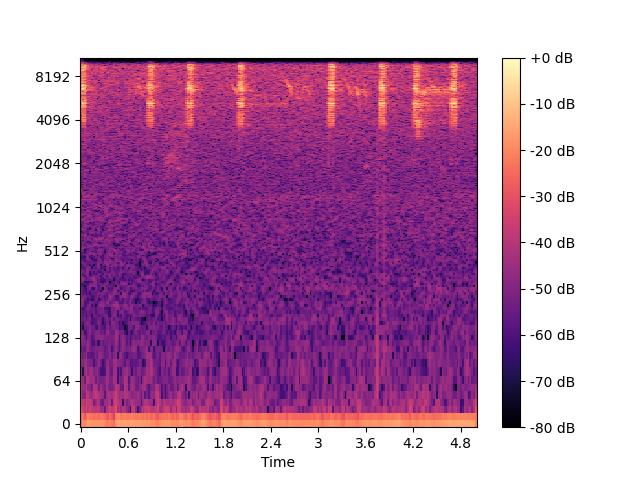 Hz
8192
4096
2048
1024
512
256
128
64
0
0 0.6 1.2 1.8 2.4 3 3.6 4.2 4.8
Time
+0 dB
-10 dB
-20 dB
-30 dB
-40 dB
-50 dB
-60 dB
-70 dB
-80 dB